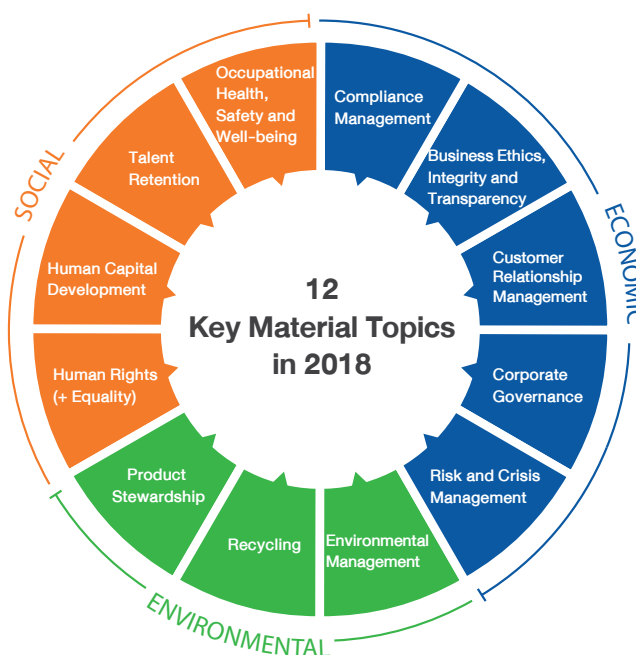 12
Key Material Topics
in 2018
Compliance
Management
Business Ethics,
Integrity and
Transparency
Customer
Relationship
Management
Corporate
Governance
Risk and Crisis
Management
ECONOMIC
Environmental
Management
Recycling
Product
Stewardship
ENVIRONMENTAL
Human Rights
(+ Equality)
Human Capital
Development
Talent
Retention
Occupational
Health,
Safety and
Well-being
SOCIAL